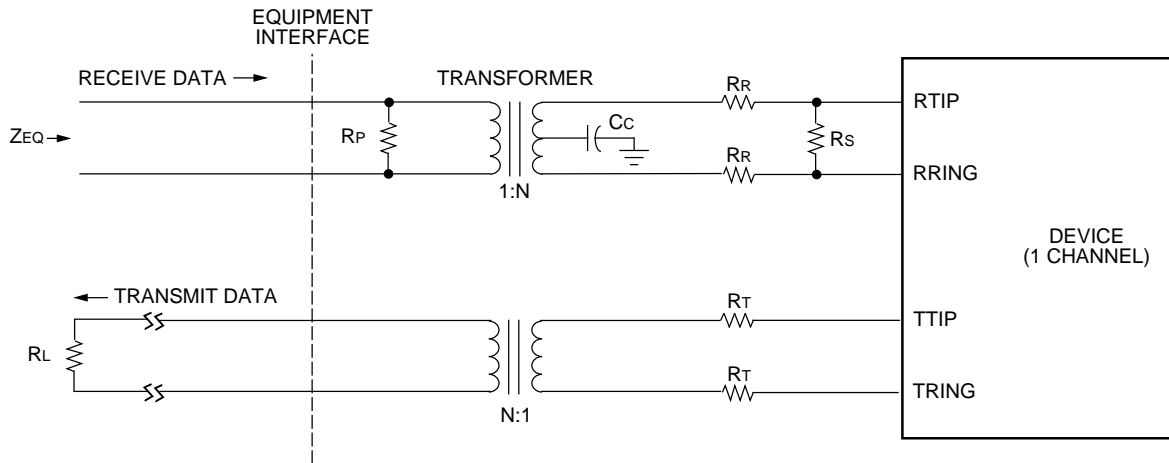 EQUIPMENT
INTERFACE
RECEIVE DATA →
TRANSFORMER
RR
RTIP
ZEQ →
RP
CC
RS
RR
RRING
1:N
DEVICE
(1 CHANNEL)
← TRANSMIT DATA
RT
TTIP
RL
RT
TRING
N:1